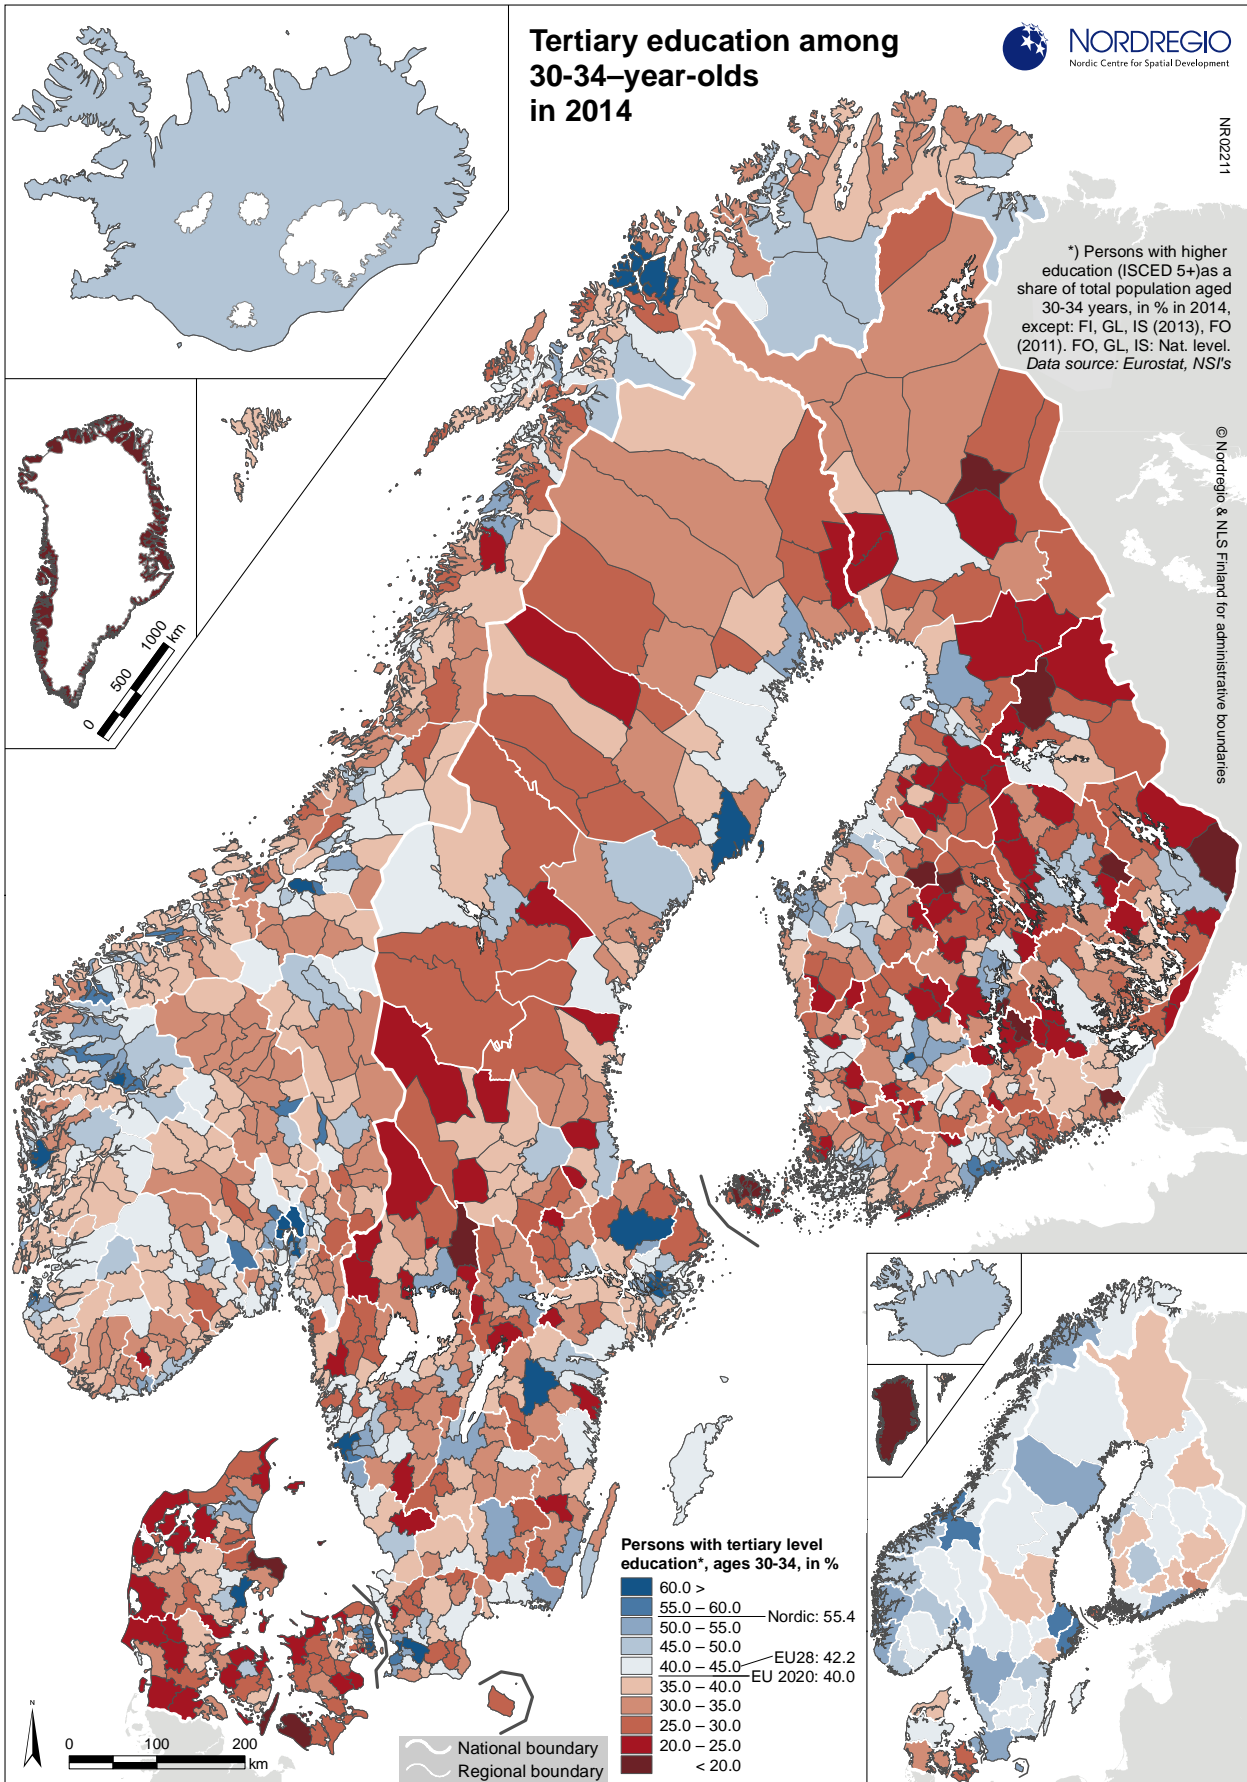 Tertiary education among
30-34–year-olds
in 2014
NORDREGIO
Nordic Centre for Spatial Development
NR02211
*) Persons with higher
education (ISCED 5+)as a
share of total population aged
30-34 years, in % in 2014,
except: FI, GL, IS (2013), FO
(2011). FO, GL, IS: Nat. level.
Data source: Eurostat, NSI's
© Nordregio & NLS Finland for administrative boundaries
0
500
1000
km
Persons with tertiary level
education*, ages 30-34, in %
60.0 >
55.0 – 60.0
50.0 – 55.0
45.0 – 50.0
40.0 – 45.0
35.0 – 40.0
30.0 – 35.0
25.0 – 30.0
20.0 – 25.0
< 20.0
Nordic: 55.4
EU28: 42.2
EU 2020: 40.0
N
0
100
200
km
National boundary
Regional boundary